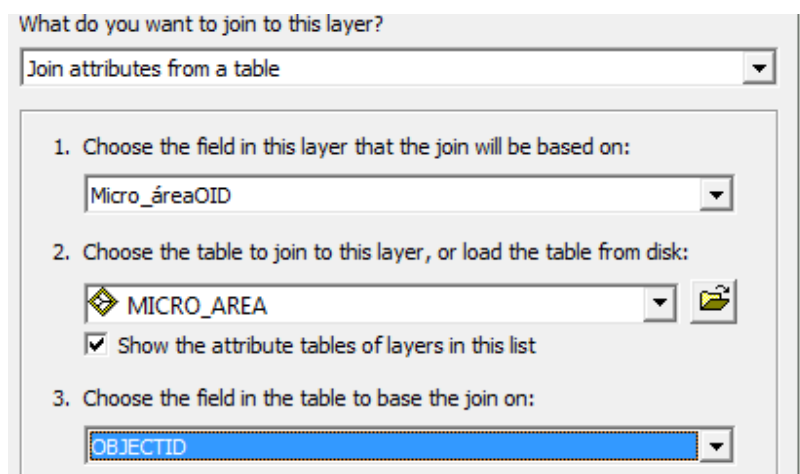 What do you want to join to this layer?
Join attributes from a table
1. Choose the field in this layer that the join will be based on:
Micro_áreaOID
2. Choose the table to join to this layer, or load the table from disk:
MICRO_AREA
Show the attribute tables of layers in this list
3. Choose the field in the table to base the join on:
OBJECTID